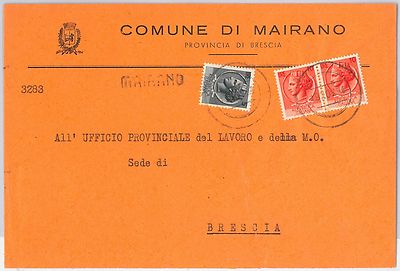 COMUNE DI MAIRANO
PROVINCIA DI BRESCIA
3283
MAIRANO
All' UFFICIO PROVINCIALE del LAVORO e della M.O.
Sede di
BRESCIA